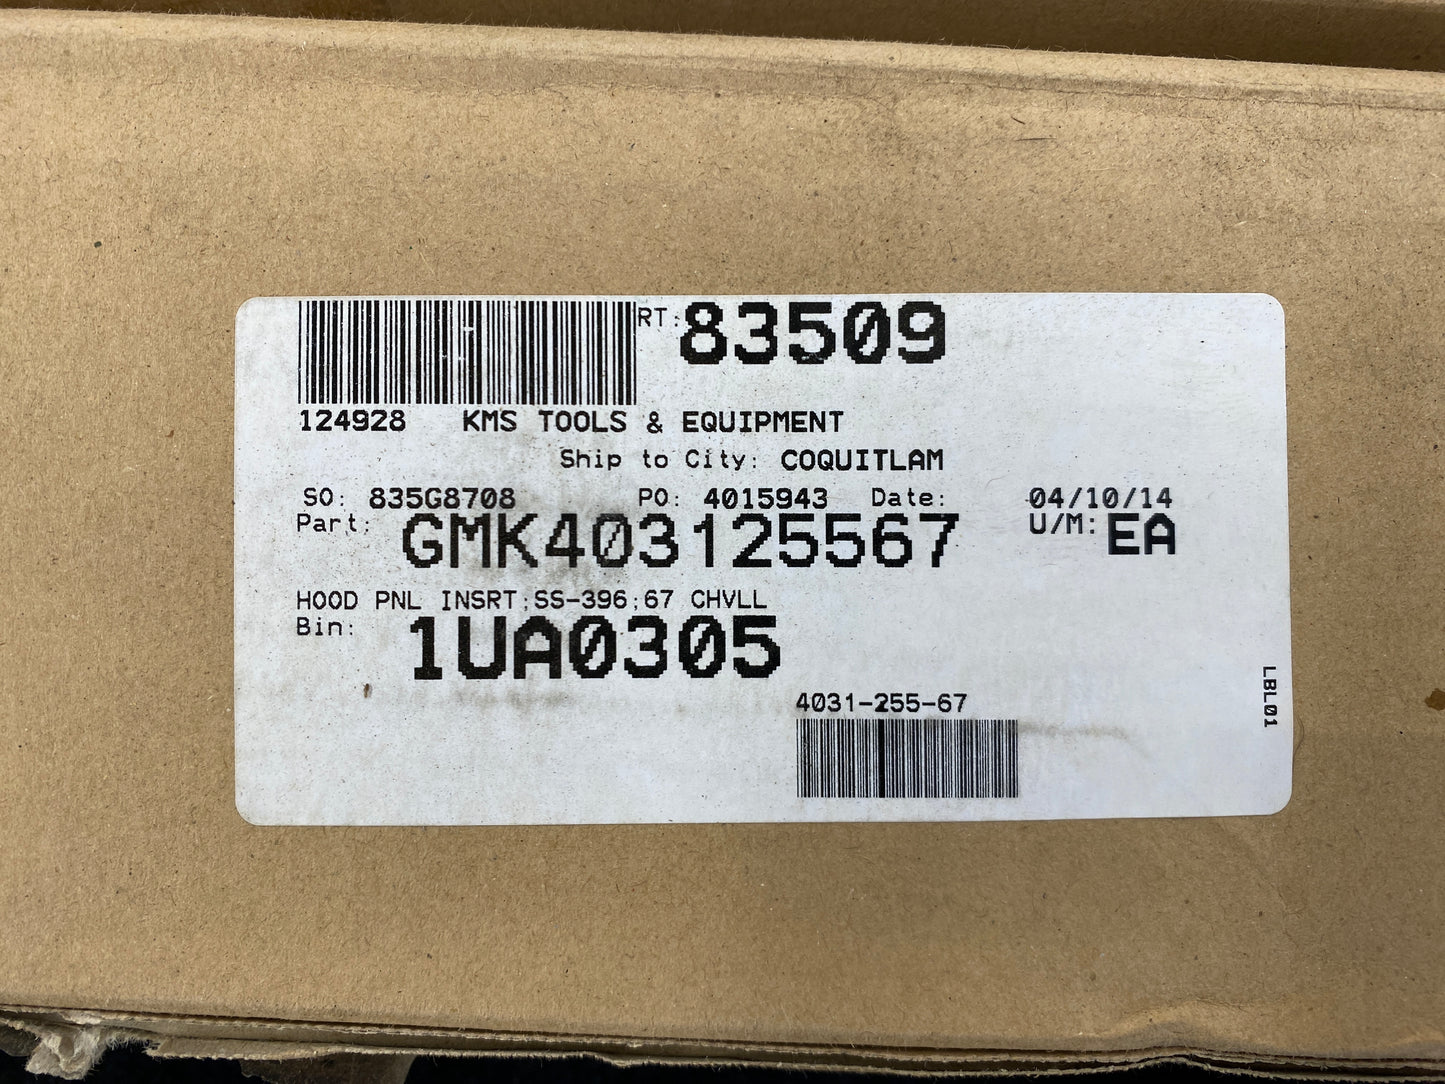 RT: 83509
124928 KMS TOOLS & EQUIPMENT
Ship to City: COQUITLAM
SO: 835G8708 PO: 4015943 Date: 04/10/14
Part: GMK403125567 U/M: EA
HOOD PNL INSRT;SS-396;67 CHVLL
Bin: 1UA0305
4031-255-67
LBL01